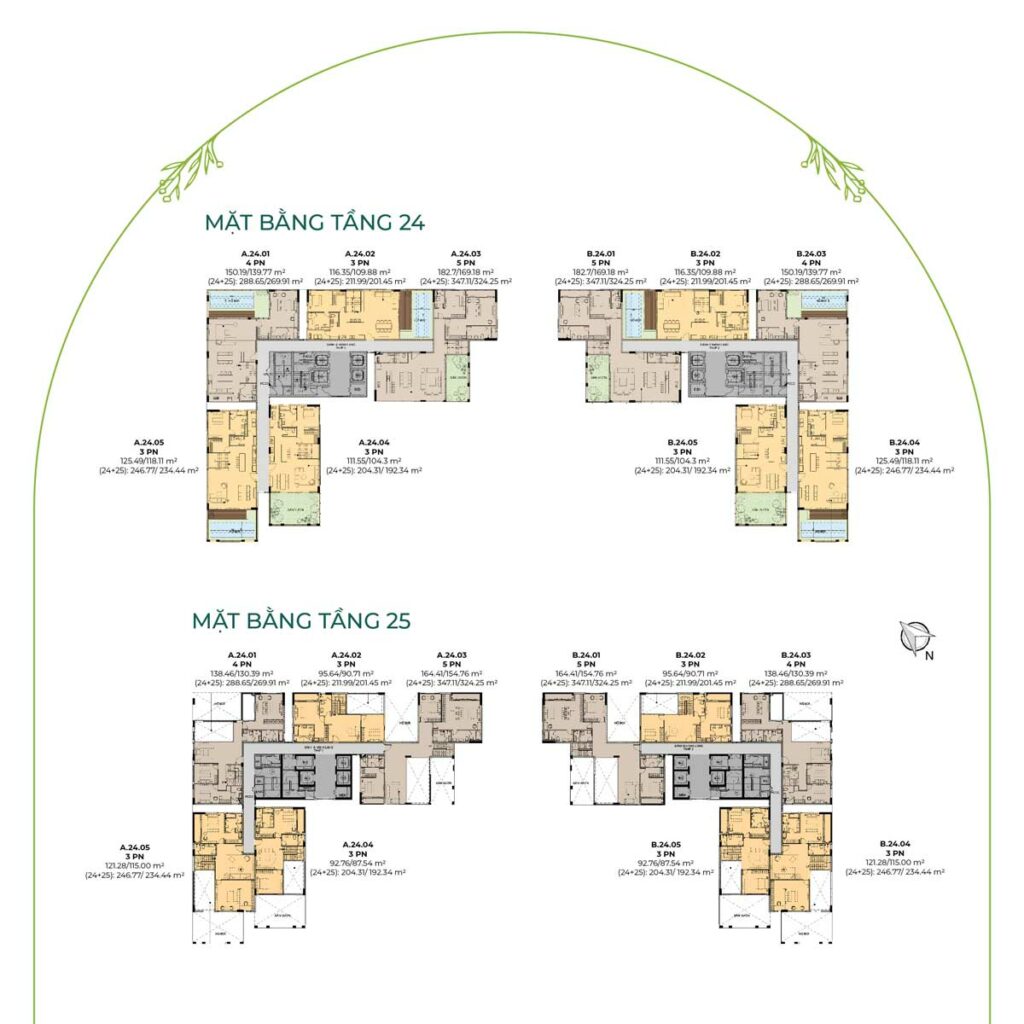 MẶT BẰNG TẦNG 24
A.24.01
4 PN
150.19/139.77 m²
(24+25): 288.65/269.91 m²
A.24.02
3 PN
116.35/109.88 m²
(24+25): 211.99/201.45 m²
A.24.03
5 PN
182.7/169.18 m²
(24+25): 347.11/324.25 m²
B.24.01
5 PN
182.7/169.18 m²
(24+25): 347.11/324.25 m²
B.24.02
3 PN
116.35/109.88 m²
(24+25): 211.99/201.45 m²
B.24.03
4 PN
150.19/139.77 m²
(24+25): 288.65/269.91 m²
A.24.05
3 PN
125.49/118.11 m²
(24+25): 246.77/ 234.44 m²
A.24.04
3 PN
111.55/104.3 m²
(24+25): 204.31/ 192.34 m²
B.24.05
3 PN
111.55/104.3 m²
(24+25): 204.31/ 192.34 m²
B.24.04
3 PN
125.49/118.11 m²
(24+25): 246.77/ 234.44 m²
MẶT BẰNG TẦNG 25
N
A.24.01
4 PN
138.46/130.39 m²
(24+25): 288.65/269.91 m²
A.24.02
3 PN
95.64/90.71 m²
(24+25): 211.99/201.45 m²
A.24.03
5 PN
164.41/154.76 m²
(24+25): 347.11/324.25 m²
B.24.01
5 PN
164.41/154.76 m²
(24+25): 347.11/324.25 m²
B.24.02
3 PN
95.64/90.71 m²
(24+25): 211.99/201.45 m²
B.24.03
4 PN
138.46/130.39 m²
(24+25): 288.65/269.91 m²
A.24.05
3 PN
121.28/115.00 m²
(24+25): 246.77/ 234.44 m²
A.24.04
3 PN
92.76/87.54 m²
(24+25): 204.31/ 192.34 m²
B.24.05
3 PN
92.76/87.54 m²
(24+25): 204.31/ 192.34 m²
B.24.04
3 PN
121.28/115.00 m²
(24+25): 246.77/ 234.44 m²